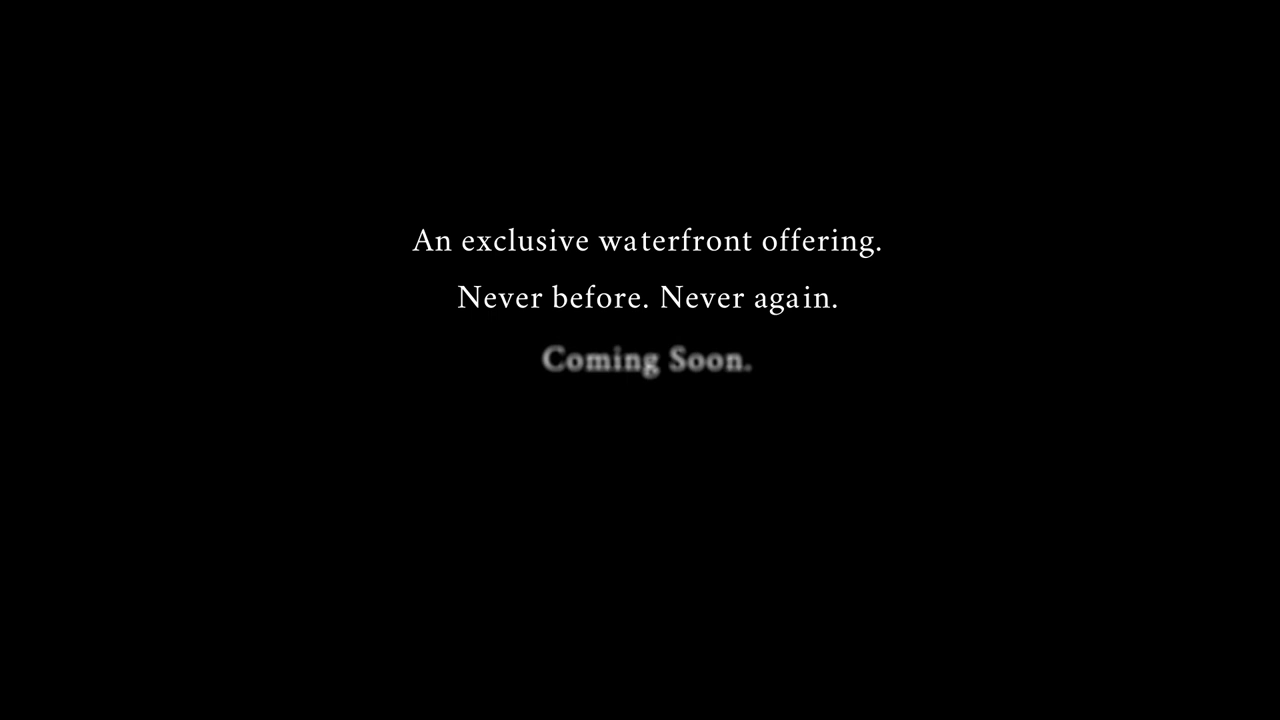 An exclusive waterfront offering.
Never before. Never again.
Coming Soon.